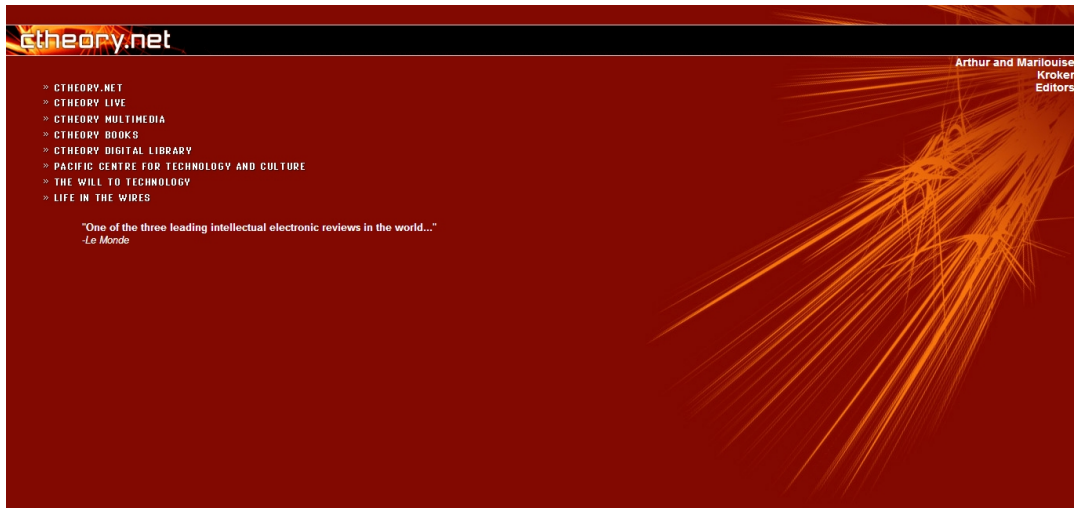 ctheory.net
Arthur and Marilouise
Kroker
Editors
» CTHEORY.NET
» CTHEORY LIVE
» CTHEORY MULTIMEDIA
» CTHEORY BOOKS
» CTHEORY DIGITAL LIBRARY
» PACIFIC CENTRE FOR TECHNOLOGY AND CULTURE
» THE WILL TO TECHNOLOGY
» LIFE IN THE WIRES
"One of the three leading intellectual electronic reviews in the world..."
-Le Monde